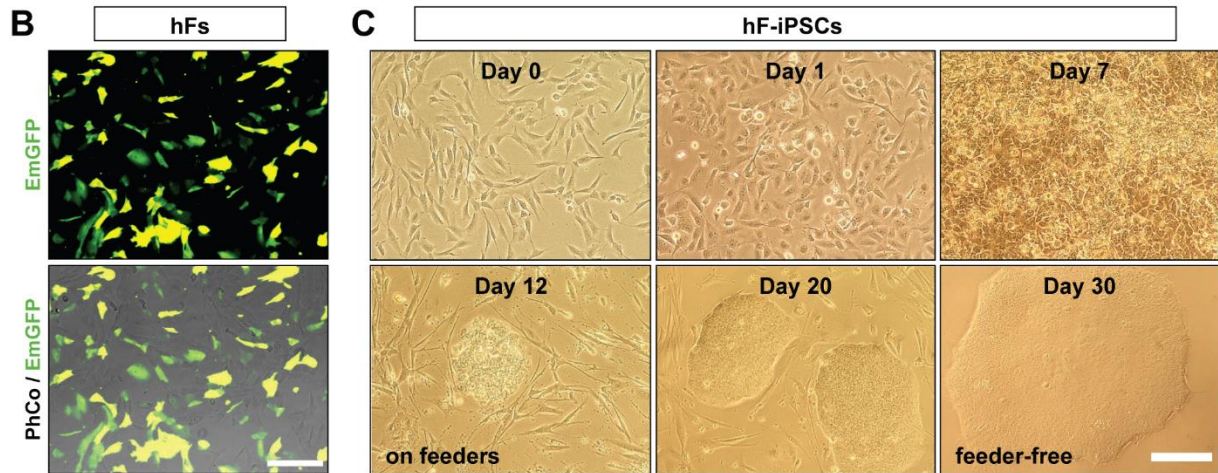 B
hFs
EmGFP
PhCo / EmGFP
C
hF-iPSCs
Day 0
Day 1
Day 7
Day 12
on feeders
Day 20
Day 30
feeder-free